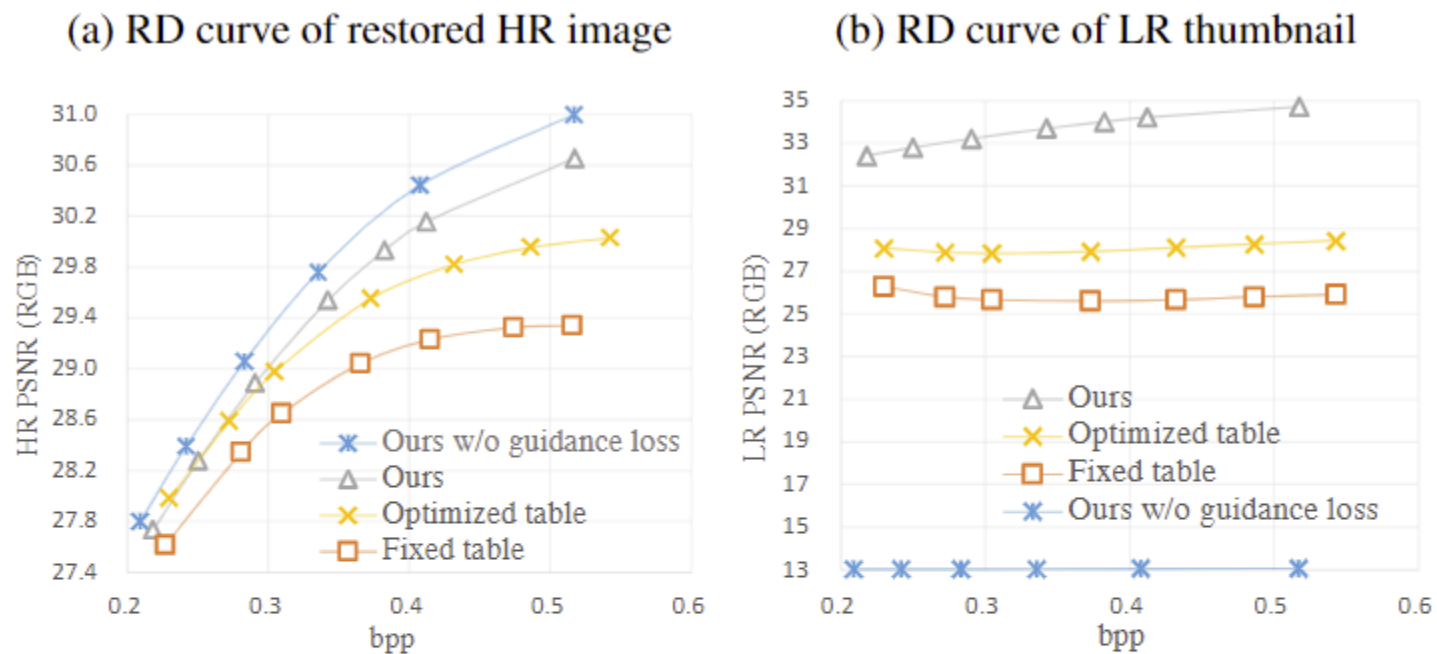 (a) RD curve of restored HR image
HR PSNR (RGB)
31.0
30.6
30.2
29.8
29.4
29.0
28.6
28.2
27.8
27.4
0.2 0.3 0.4 0.5 0.6
bpp
Ours w/o guidance loss
Ours
Optimized table
Fixed table
(b) RD curve of LR thumbnail
LR PSNR (RGB)
35
33
31
29
27
25
23
21
19
17
15
13
0.2 0.3 0.4 0.5 0.6
bpp
Ours
Optimized table
Fixed table
Ours w/o guidance loss